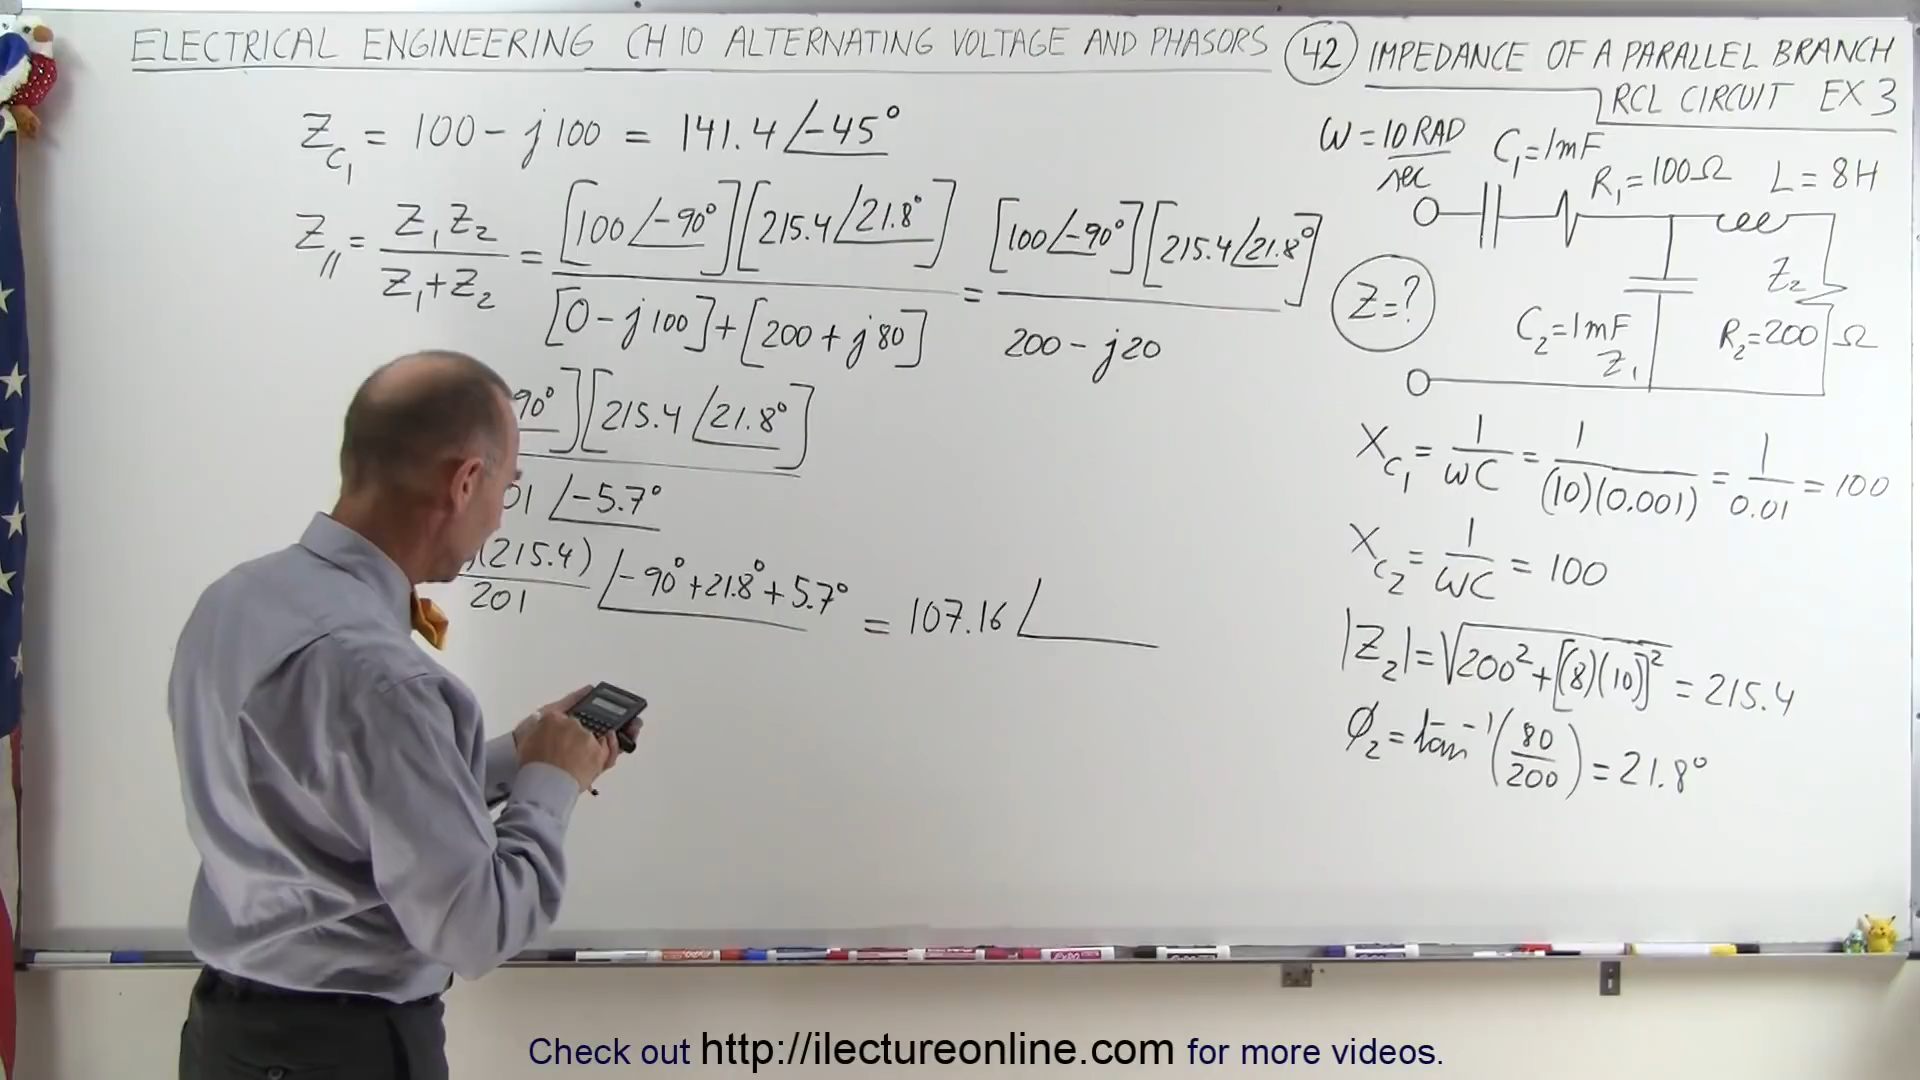 ELECTRICAL ENGINEERING CH 10 ALTERNATING VOLTAGE AND PHASORS 42 IMPEDANCE OF A PARALLEL BRANCH
RCL CIRCUIT EX 3
Z_C₁ = 100 - j100 = 141.4 ∠-45°
Z_// = Z₁Z₂ / (Z₁+Z₂) = [100 ∠-90°][215.4 ∠21.8°] / ([0 - j100] + [200 + j80]) = [100 ∠-90°][215.4 ∠21.8°] / (200 - j20)
90°][215.4 ∠21.8°]
01 ∠-5.7°
)(215.4) / 201 ∠-90° + 21.8° + 5.7° = 107.16 ∠
ω = 10 RAD/sec
C₁ = 1mF
R₁ = 100Ω
L = 8H
Z = ?
Z₂
C₂ = 1mF
Z₁
R₂ = 200 Ω
X_C₁ = 1/ωC = 1/(10)(0.001) = 1/0.01 = 100
X_C₂ = 1/ωC = 100
|Z₂| = √200² + [(8)(10)]² = 215.4
φ₂ = tan⁻¹(80/200) = 21.8°
Check out http://ilectureonline.com for more videos.